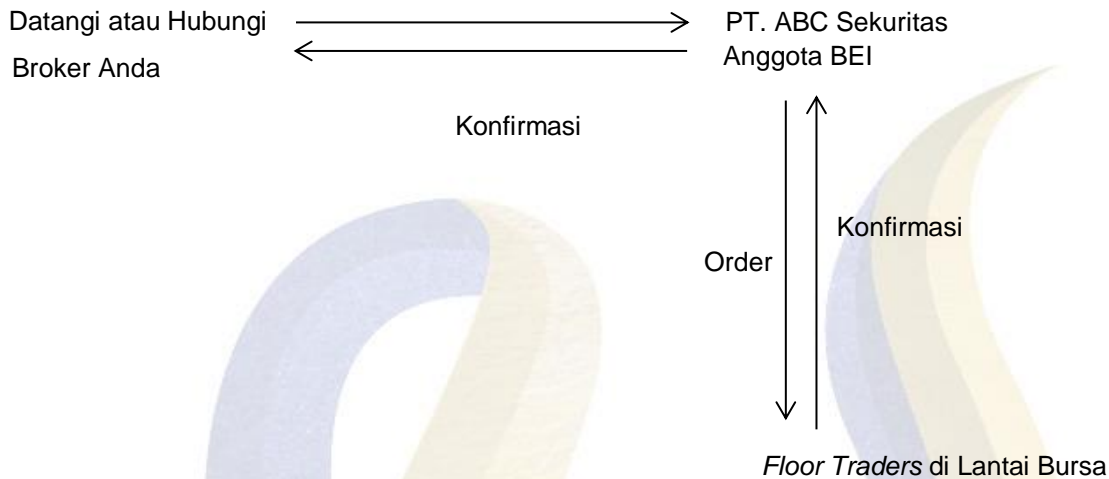 Datangi atau Hubungi
Broker Anda
PT. ABC Sekuritas
Anggota BEI
Konfirmasi
Konfirmasi
Order
Floor Traders di Lantai Bursa